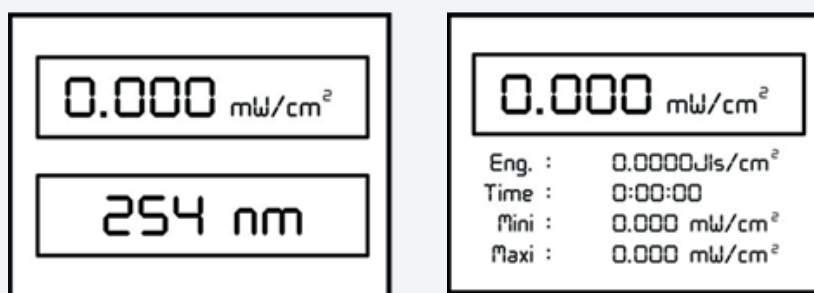 0.000 mW/cm²
254 nm
0.000 mW/cm²
Eng. : 0.0000Jis/cm²
Time : 0:00:00
Mini : 0.000 mW/cm²
Maxi : 0.000 mW/cm²